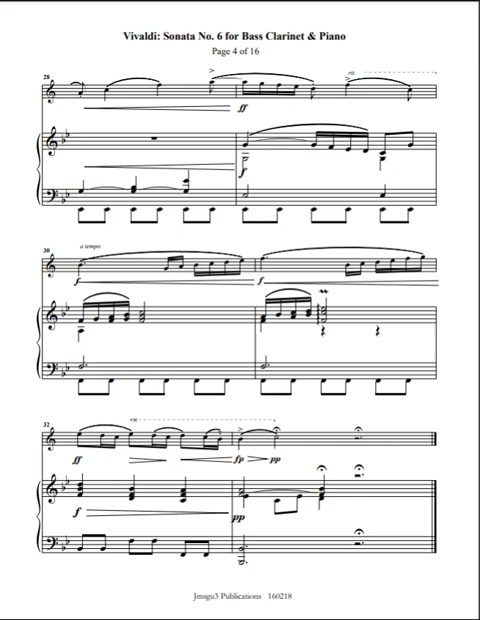 Vivaldi: Sonata No. 6 for Bass Clarinet & Piano
Page 4 of 16
28
rit
ff
f
30
a tempo
f
f
32
rit
ff
fp
pp
f
pp
Jmsgu3 Publications 160218